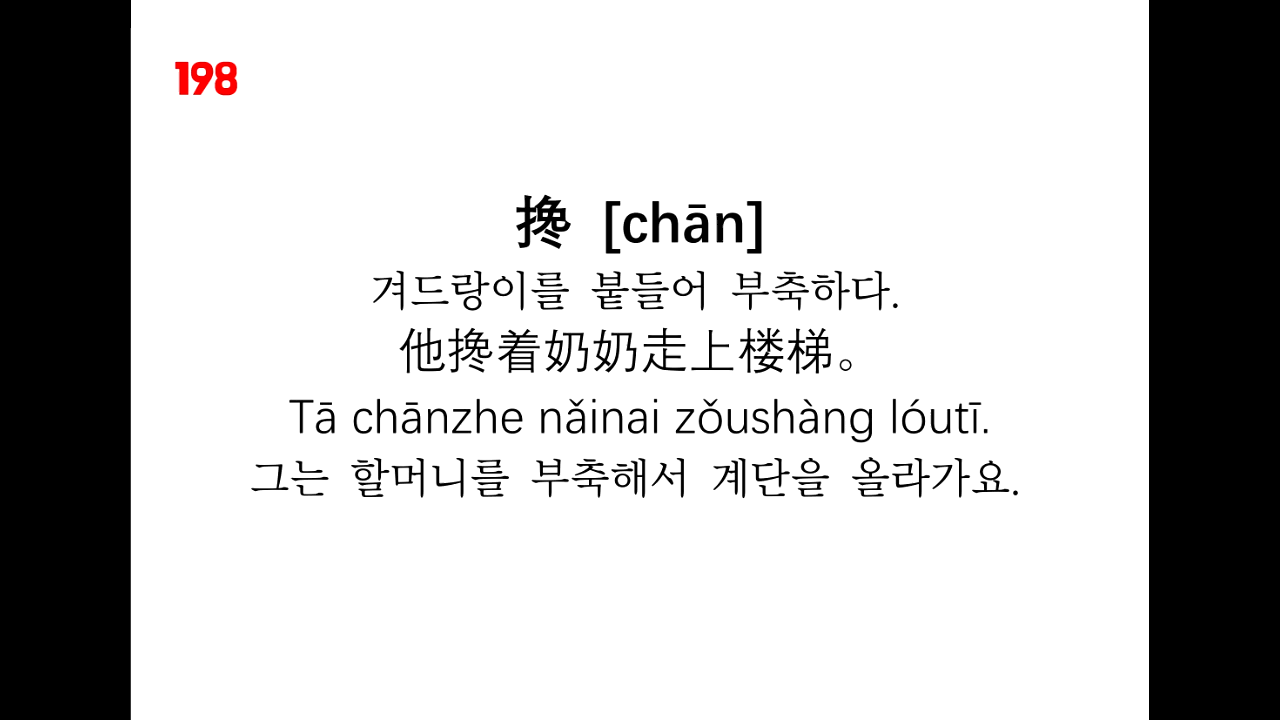 198
搀 [chān]
겨드랑이를 붙들어 부축하다.
他搀着奶奶走上楼梯。
Tā chānzhe nǎinai zǒushàng lóutī.
그는 할머니를 부축해서 계단을 올라가요.